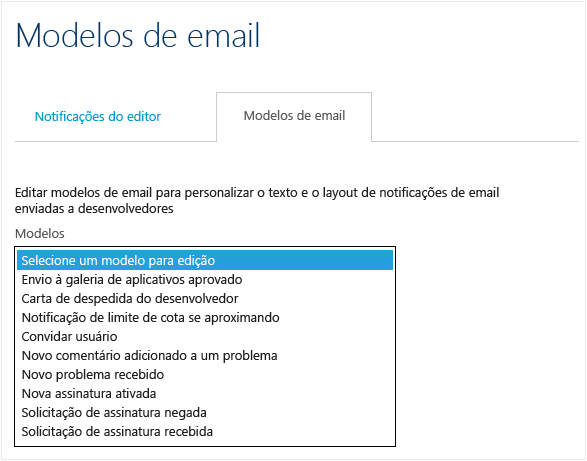 Modelos de email
Notificações do editor
Modelos de email
Editar modelos de email para personalizar o texto e o layout de notificações de email
enviadas a desenvolvedores
Modelos
Selecione um modelo para edição
Envio à galeria de aplicativos aprovado
Carta de despedida do desenvolvedor
Notificação de limite de cota se aproximando
Convidar usuário
Novo comentário adicionado a um problema
Novo problema recebido
Nova assinatura ativada
Solicitação de assinatura negada
Solicitação de assinatura recebida